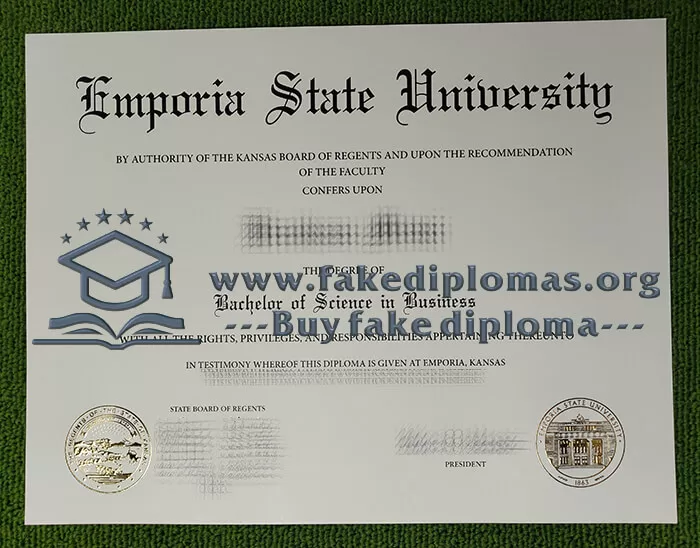 Emporia State University
BY AUTHORITY OF THE KANSAS BOARD OF REGENTS AND UPON THE RECOMMENDATION
OF THE FACULTY
CONFERS UPON
THE DEGREE OF
www.fakediplomas.org
Bachelor of Science in Business
---Buy fake diploma---
WITH ALL THE RIGHTS, PRIVILEGES, AND RESPONSIBILITIES APPERTAINING THEREUNTO
IN TESTIMONY WHEREOF THIS DIPLOMA IS GIVEN AT EMPORIA, KANSAS
STATE BOARD OF REGENTS
PRESIDENT
EMPORIA STATE UNIVERSITY
1863